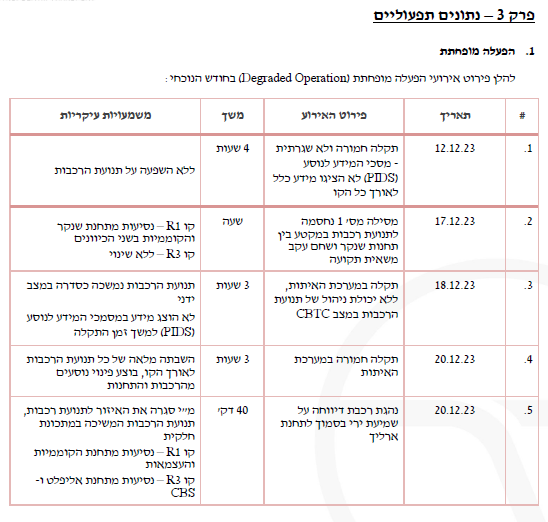 פרק 3 – נתונים תפעוליים
1. הפעלה מופחתת
להלן פירוט אירועי הפעלה מופחתת (Degraded Operation) בחודש הנוכחי:
# תאריך פירוט האירוע משך משמעויות עיקריות
1. 12.12.23 תקלה חמורה ולא שגרתית 4 שעות
- מסכי המידע לנוסע
(PIDS) לא הציגו מידע כלל
לאורך כל הקו
ללא השפעה על תנועת הרכבות
2. 17.12.23 מסילה מס' 1 נחסמה שעה
לתנועת רכבות במקטע בין
תחנות שנקר ושחם עקב
משאית תקועה
קו R1 – נסיעות מתחנת שנקר
והקוממיות בשני הכיוונים
קו R3 – ללא שינוי
3. 18.12.23 תקלה במערכת האיתות, 3 שעות
ללא יכולת ניהול של תנועת
הרכבות במצב CBTC
תנועת הרכבות נמשכה כסדרה במצב
ידני
לא הוצג מידע במסמכי המידע לנוסע
(PIDS) למשך זמן התקלה
4. 20.12.23 תקלה חמורה במערכת 3 שעות
האיתות
השבתה מלאה של כל תנועת הרכבות
לאורך הקו, בוצע פינוי נוסעים
מהרכבות והתחנות
5. 20.12.23 נהגת רכבת דיווחה על 40 דק'
שמיעת ירי בסמוך לתחנת
ארליך
מ"י סגרה את האיזור לתנועת רכבות,
תנועת הרכבות המשיכה במתכונת
חלקית
קו R1 – נסיעות מתחנת הקוממיות
והעצמאות
קו R3 – נסיעות מתחנת אליפלט ו-
CBS